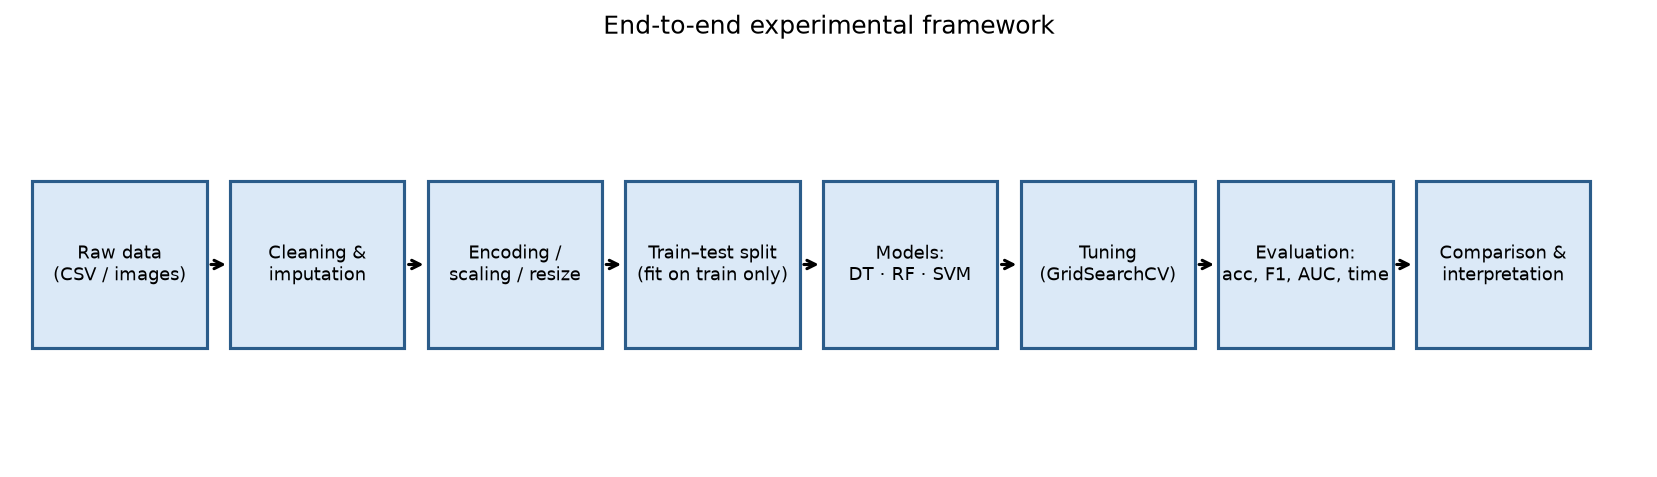 End-to-end experimental framework
Raw data
(CSV / images)
Cleaning &
imputation
Encoding /
scaling / resize
Train–test split
(fit on train only)
Models:
DT · RF · SVM
Tuning
(GridSearchCV)
Evaluation:
acc, F1, AUC, time
Comparison &
interpretation